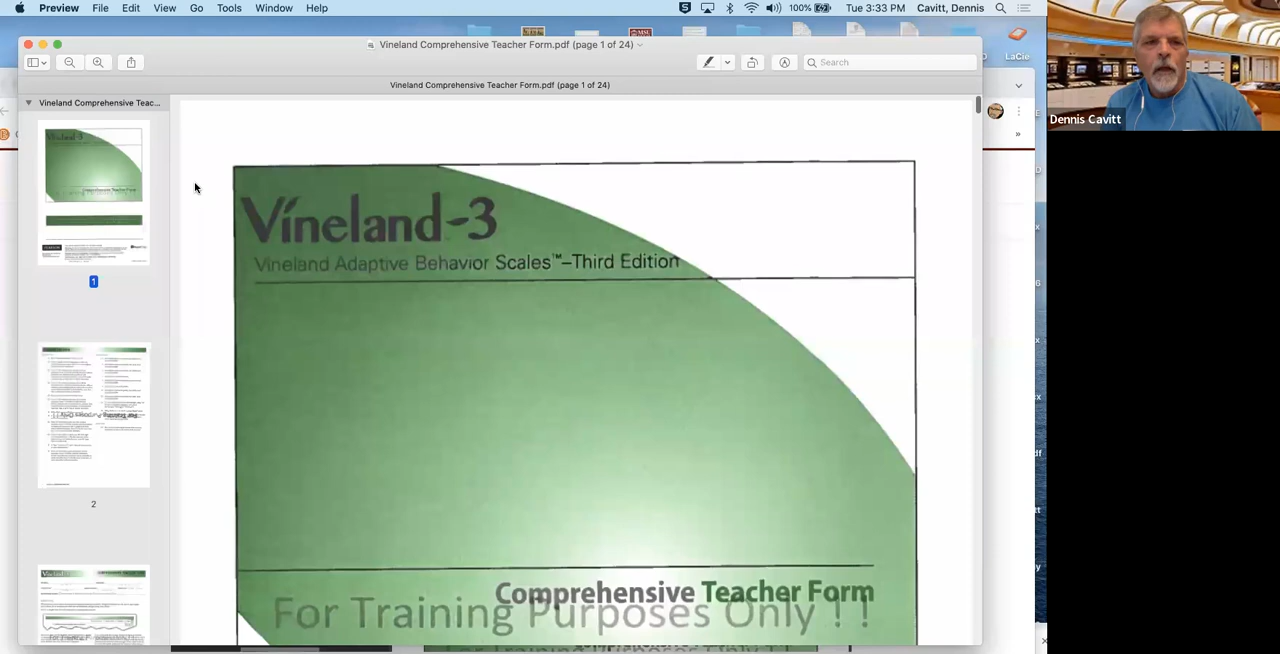 Preview File Edit View Go Tools Window Help
100% Tue 3:33 PM Cavitt, Dennis
Vineland Comprehensive Teacher Form.pdf (page 1 of 24)
Search
Vineland Comprehensive Teacher Form.pdf (page 1 of 24)
Vineland Comprehensive Teac...
LaCie
Dennis Cavitt
Vineland-3
Vineland Adaptive Behavior Scales™–Third Edition
1
2
Comprehensive Teacher Form
For Training Purposes Only ! !